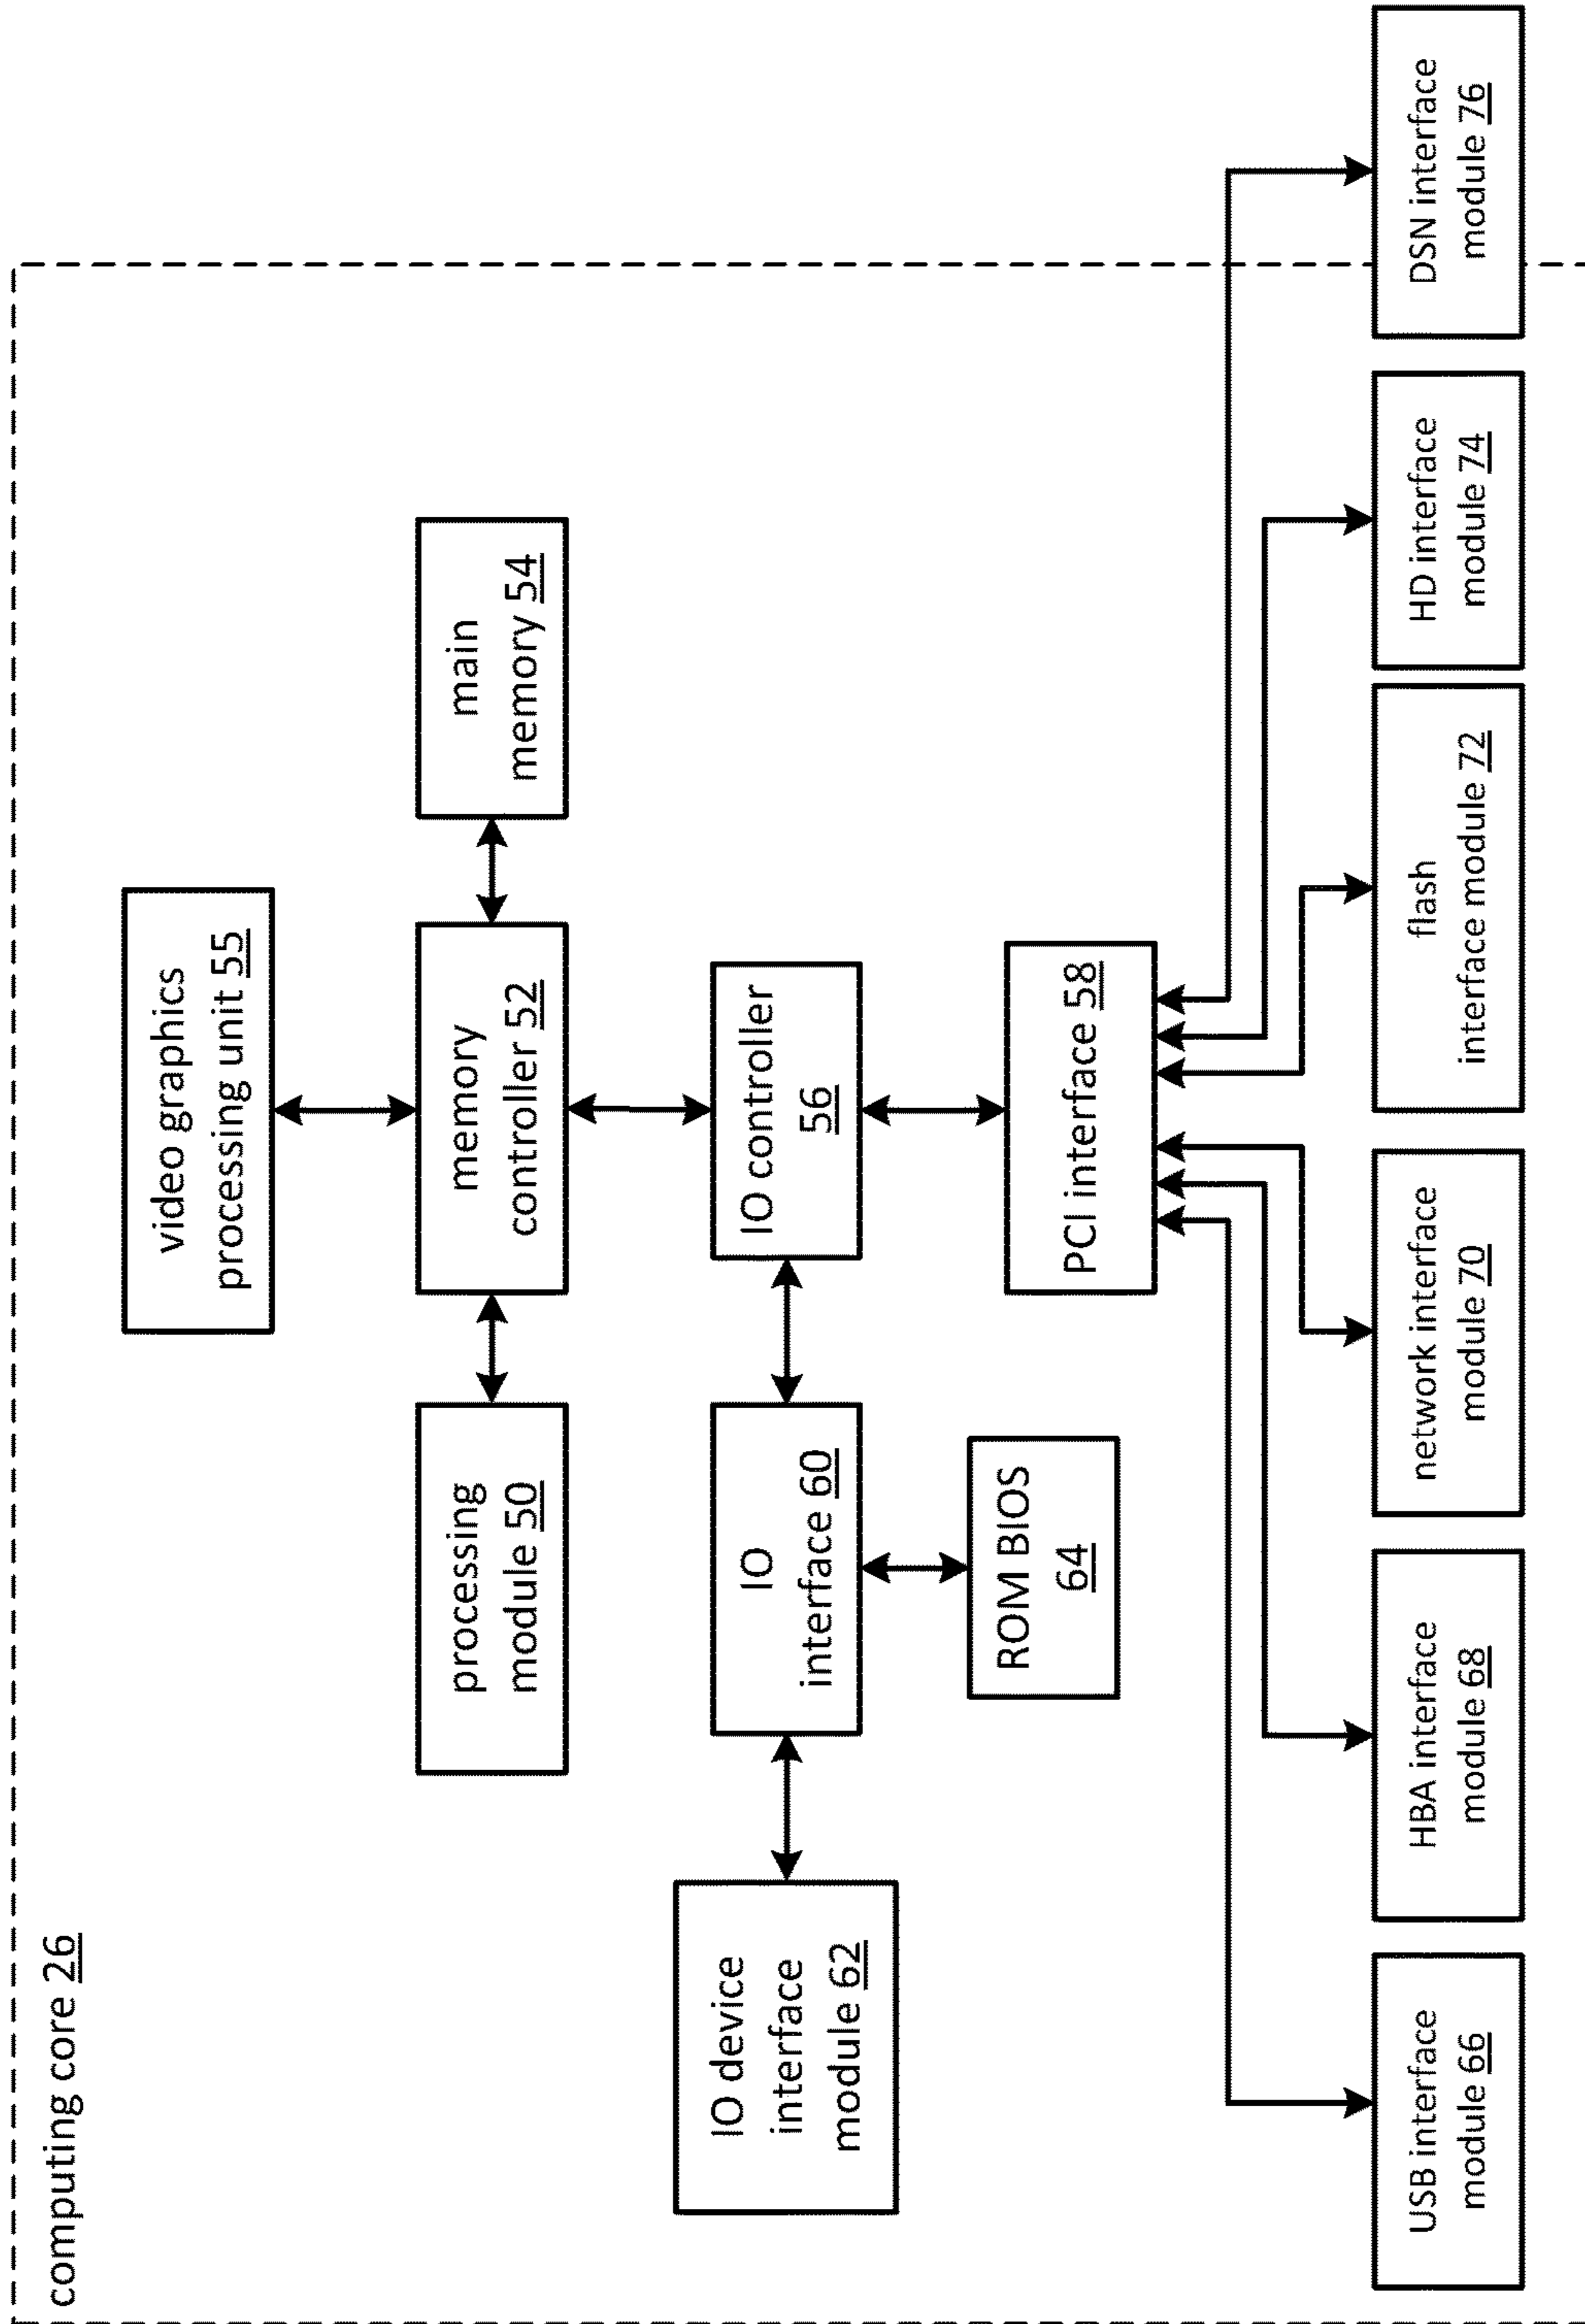 computing core 26
video graphics
processing unit 55
processing
module 50
memory
controller 52
main
memory 54
IO device
interface
module 62
IO
interface 60
IO controller
56
ROM BIOS
64
PCI interface 58
USB interface
module 66
HBA interface
module 68
network interface
module 70
flash
interface module 72
HD interface
module 74
DSN interface
module 76